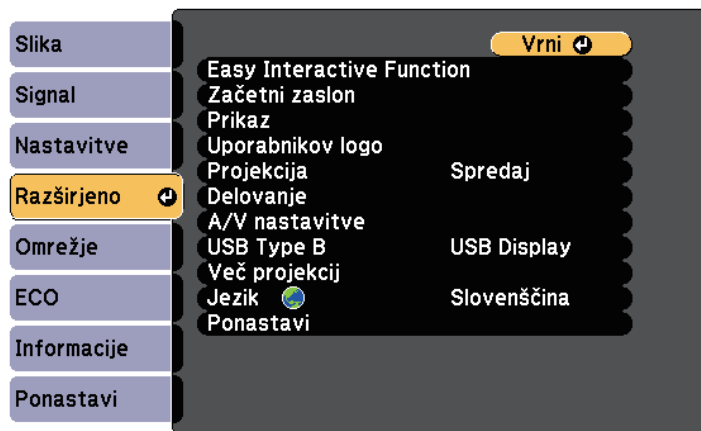 Slika
Signal
Nastavitve
Razširjeno
Omrežje
ECO
Informacije
Ponastavi
Vrni
Easy Interactive Function
Začetni zaslon
Prikaz
Uporabnikov logo
Projekcija Spredaj
Delovanje
A/V nastavitve
USB Type B USB Display
Več projekcij
Jezik Slovenščina
Ponastavi